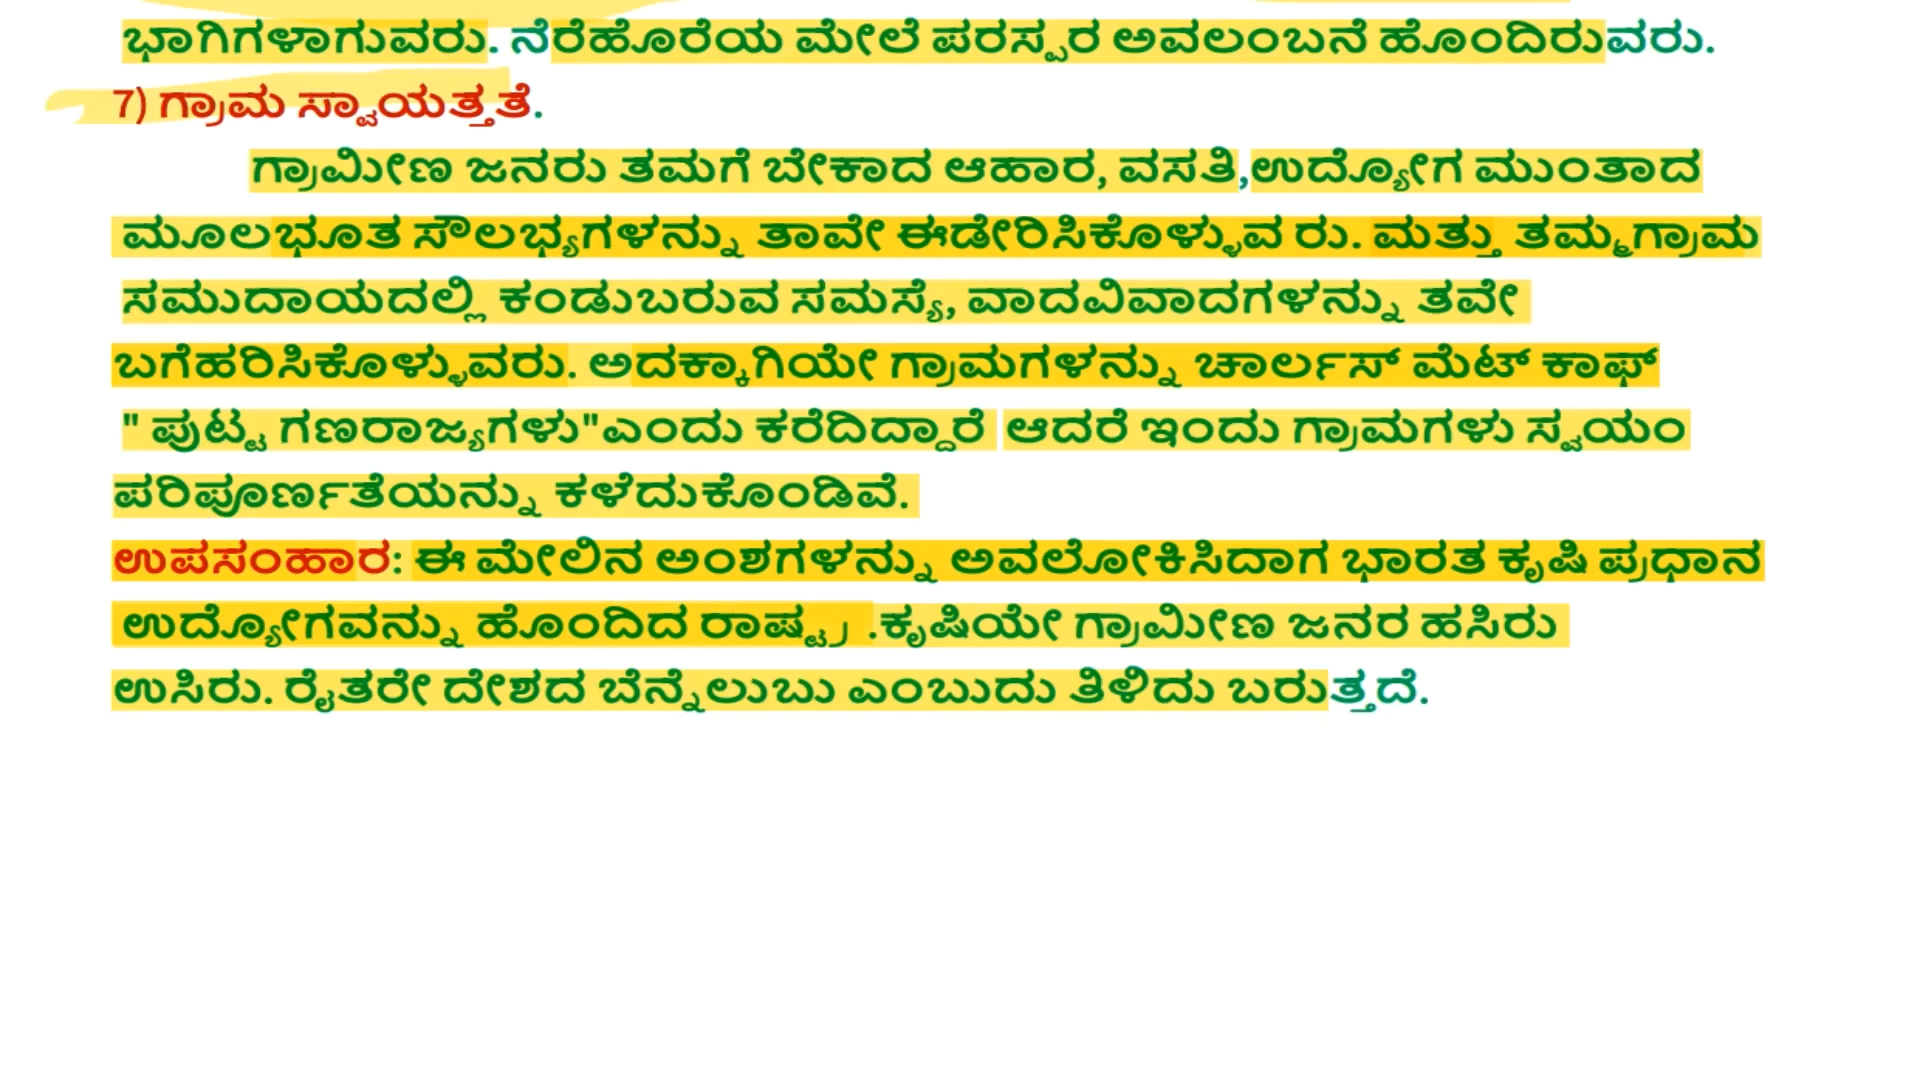 ಭಾಗಿಗಳಾಗುವರು. ನೆರೆಹೊರೆಯ ಮೇಲೆ ಪರಸ್ಪರ ಅವಲಂಬನೆ ಹೊಂದಿರುವರು.
7) ಗ್ರಾಮ ಸ್ವಾಯತ್ತತೆ.
ಗ್ರಾಮೀಣ ಜನರು ತಮಗೆ ಬೇಕಾದ ಆಹಾರ, ವಸತಿ,ಉದ್ಯೋಗ ಮುಂತಾದ
ಮೂಲಭೂತ ಸೌಲಭ್ಯಗಳನ್ನು ತಾವೇ ಈಡೇರಿಸಿಕೊಳ್ಳುವ ರು. ಮತ್ತು ತಮ್ಮಗ್ರಾಮ
ಸಮುದಾಯದಲ್ಲಿ ಕಂಡುಬರುವ ಸಮಸ್ಯೆ, ವಾದವಿವಾದಗಳನ್ನು ತವೇ
ಬಗೆಹರಿಸಿಕೊಳ್ಳುವರು. ಅದಕ್ಕಾಗಿಯೇ ಗ್ರಾಮಗಳನ್ನು ಚಾರ್ಲಸ್ ಮೆಟ್ ಕಾಫ್
" ಪುಟ್ಟ ಗಣರಾಜ್ಯಗಳು"ಎಂದು ಕರೆದಿದ್ದಾರೆ ಆದರೆ ಇಂದು ಗ್ರಾಮಗಳು ಸ್ವಯಂ
ಪರಿಪೂರ್ಣತೆಯನ್ನು ಕಳೆದುಕೊಂಡಿವೆ.
ಉಪಸಂಹಾರ: ಈ ಮೇಲಿನ ಅಂಶಗಳನ್ನು ಅವಲೋಕಿಸಿದಾಗ ಭಾರತ ಕೃಷಿ ಪ್ರಧಾನ
ಉದ್ಯೋಗವನ್ನು ಹೊಂದಿದ ರಾಷ್ಟ್ರ .ಕೃಷಿಯೇ ಗ್ರಾಮೀಣ ಜನರ ಹಸಿರು
ಉಸಿರು. ರೈತರೇ ದೇಶದ ಬೆನ್ನೆಲುಬು ಎಂಬುದು ತಿಳಿದು ಬರುತ್ತದೆ.